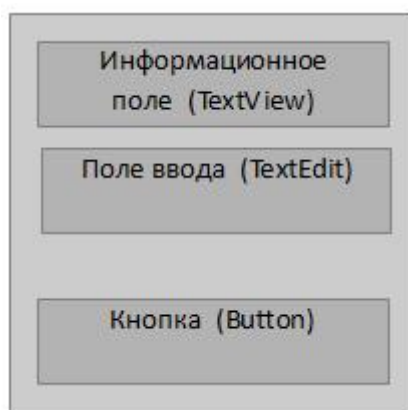 Информационное
поле (TextView)
Поле ввода (TextEdit)
Кнопка (Button)